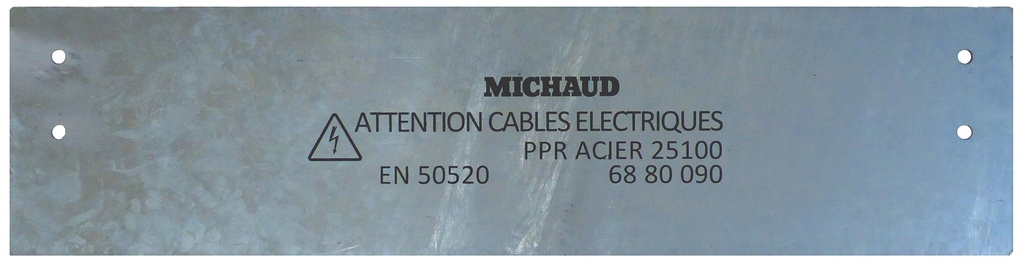 MICHAUD
ATTENTION CABLES ELECTRIQUES
PPR ACIER 25100
EN 50520 68 80 090